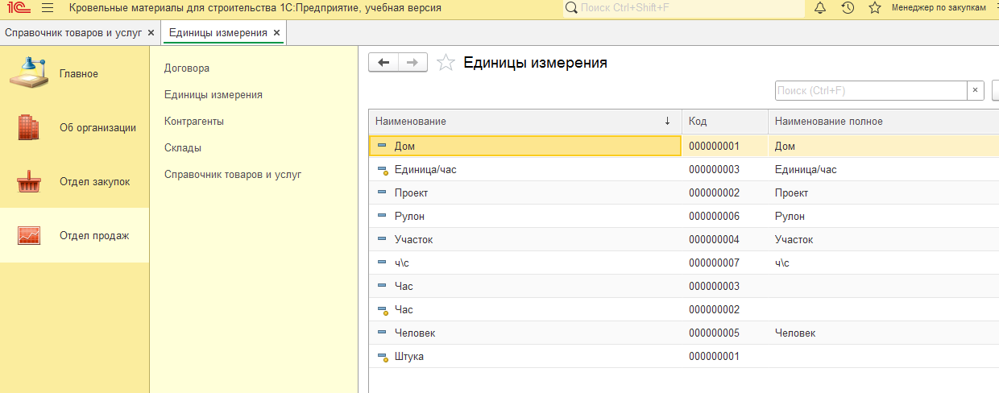 1С Кровельные материалы для строительства 1С:Предприятие, учебная версия Поиск Ctrl+Shift+F Менеджер по закупкам
Справочник товаров и услуг × Единицы измерения ×
Главное
Об организации
Отдел закупок
Отдел продаж
Договора
Единицы измерения
Контрагенты
Склады
Справочник товаров и услуг
Единицы измерения
Поиск (Ctrl+F) ×
Наименование ↓ Код Наименование полное
Дом 000000001 Дом
Единица/час 000000003 Единица/час
Проект 000000002 Проект
Рулон 000000006 Рулон
Участок 000000004 Участок
ч\с 000000007 ч\с
Час 000000003
Час 000000002
Человек 000000005 Человек
Штука 000000001